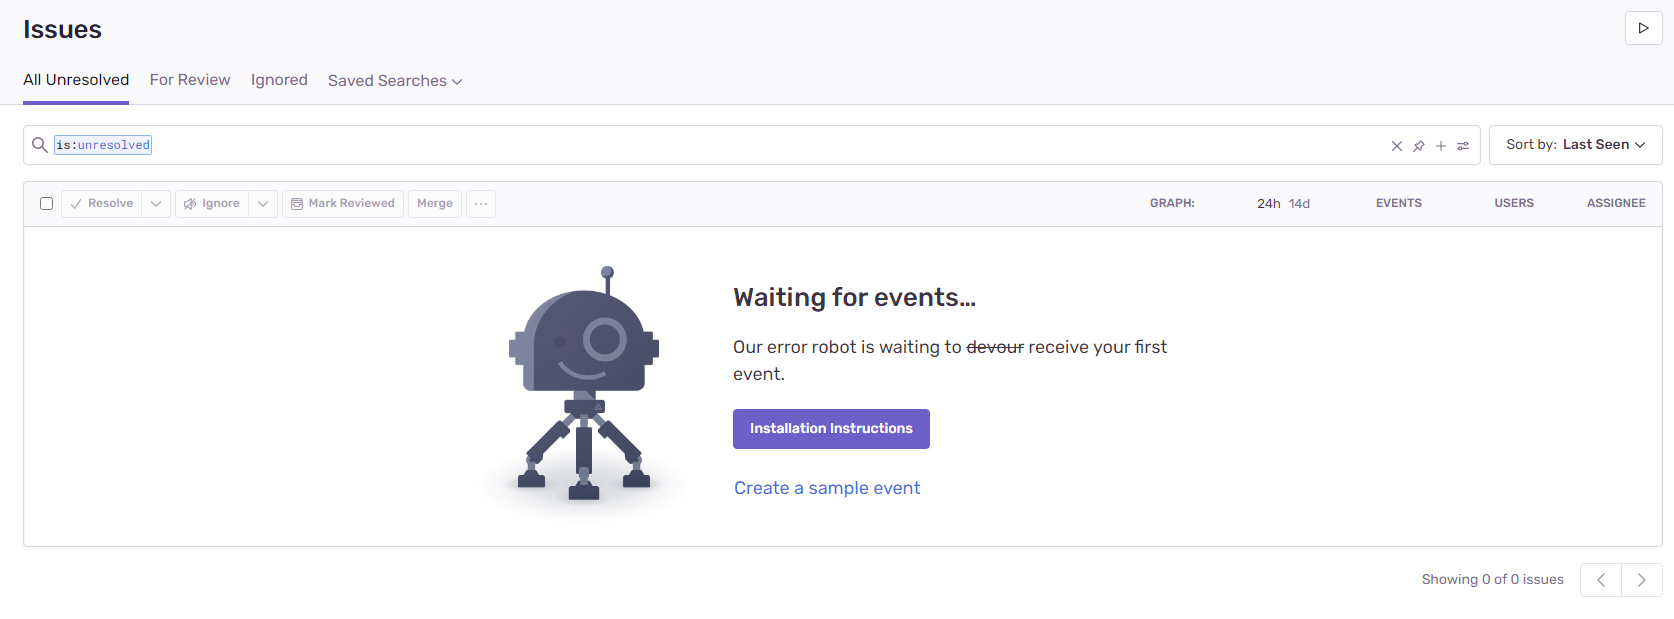 Issues
All Unresolved For Review Ignored Saved Searches
is:unresolved
Sort by: Last Seen
Resolve Ignore Mark Reviewed Merge ... GRAPH: 24h 14d EVENTS USERS ASSIGNEE
Waiting for events...
Our error robot is waiting to devour receive your first
event.
Installation Instructions
Create a sample event
Showing 0 of 0 issues